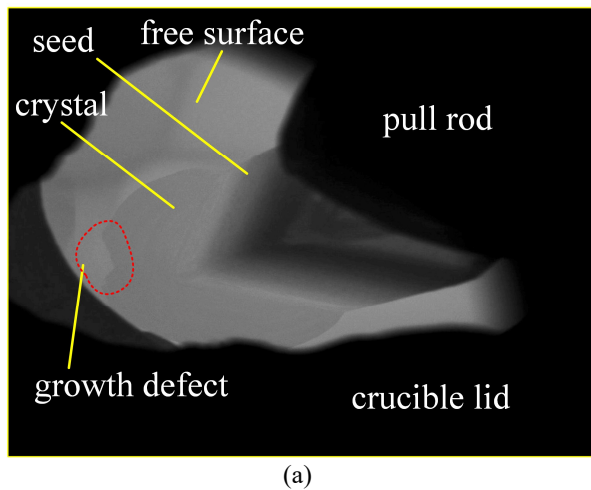 free surface
seed
crystal
pull rod
growth defect
crucible lid
(a)